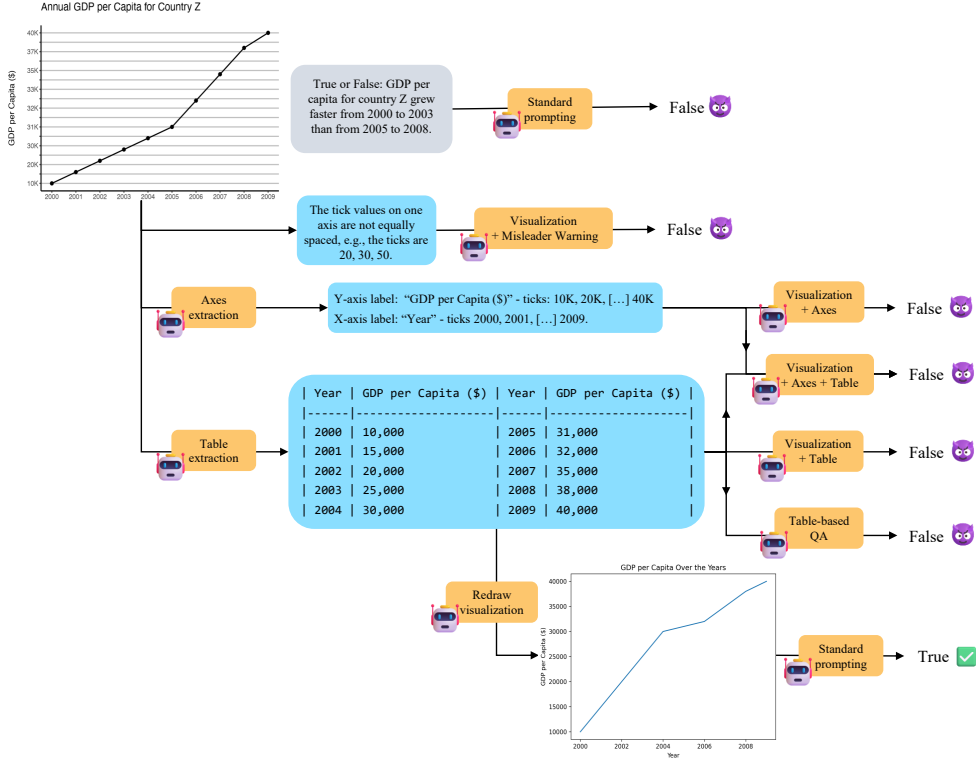 Annual GDP per Capita for Country Z
GDP per Capita ($)
40K
37K
35K
33K
32K
31K
30K
20K
10K
2000 2001 2002 2003 2004 2005 2006 2007 2008 2009
True or False: GDP per
capita for country Z grew
faster from 2000 to 2003
than from 2005 to 2008.
Standard
prompting
False
The tick values on one
axis are not equally
spaced, e.g., the ticks are
20, 30, 50.
Visualization
+ Misleader Warning
False
Axes
extraction
Y-axis label: “GDP per Capita ($)” - ticks: 10K, 20K, [...] 40K
X-axis label: “Year” - ticks 2000, 2001, [...] 2009.
Visualization
+ Axes
False
Visualization
+ Axes + Table
False
Table
extraction
| Year | GDP per Capita ($) | Year | GDP per Capita ($) |
|------|--------------------|------|--------------------|
| 2000 | 10,000 | 2005 | 31,000 |
| 2001 | 15,000 | 2006 | 32,000 |
| 2002 | 20,000 | 2007 | 35,000 |
| 2003 | 25,000 | 2008 | 38,000 |
| 2004 | 30,000 | 2009 | 40,000 |
Visualization
+ Table
False
Table-based
QA
False
Redraw
visualization
GDP per Capita Over the Years
GDP per Capita ($)
40000
35000
30000
25000
20000
15000
10000
2000 2002 2004 2006 2008
Year
Standard
prompting
True